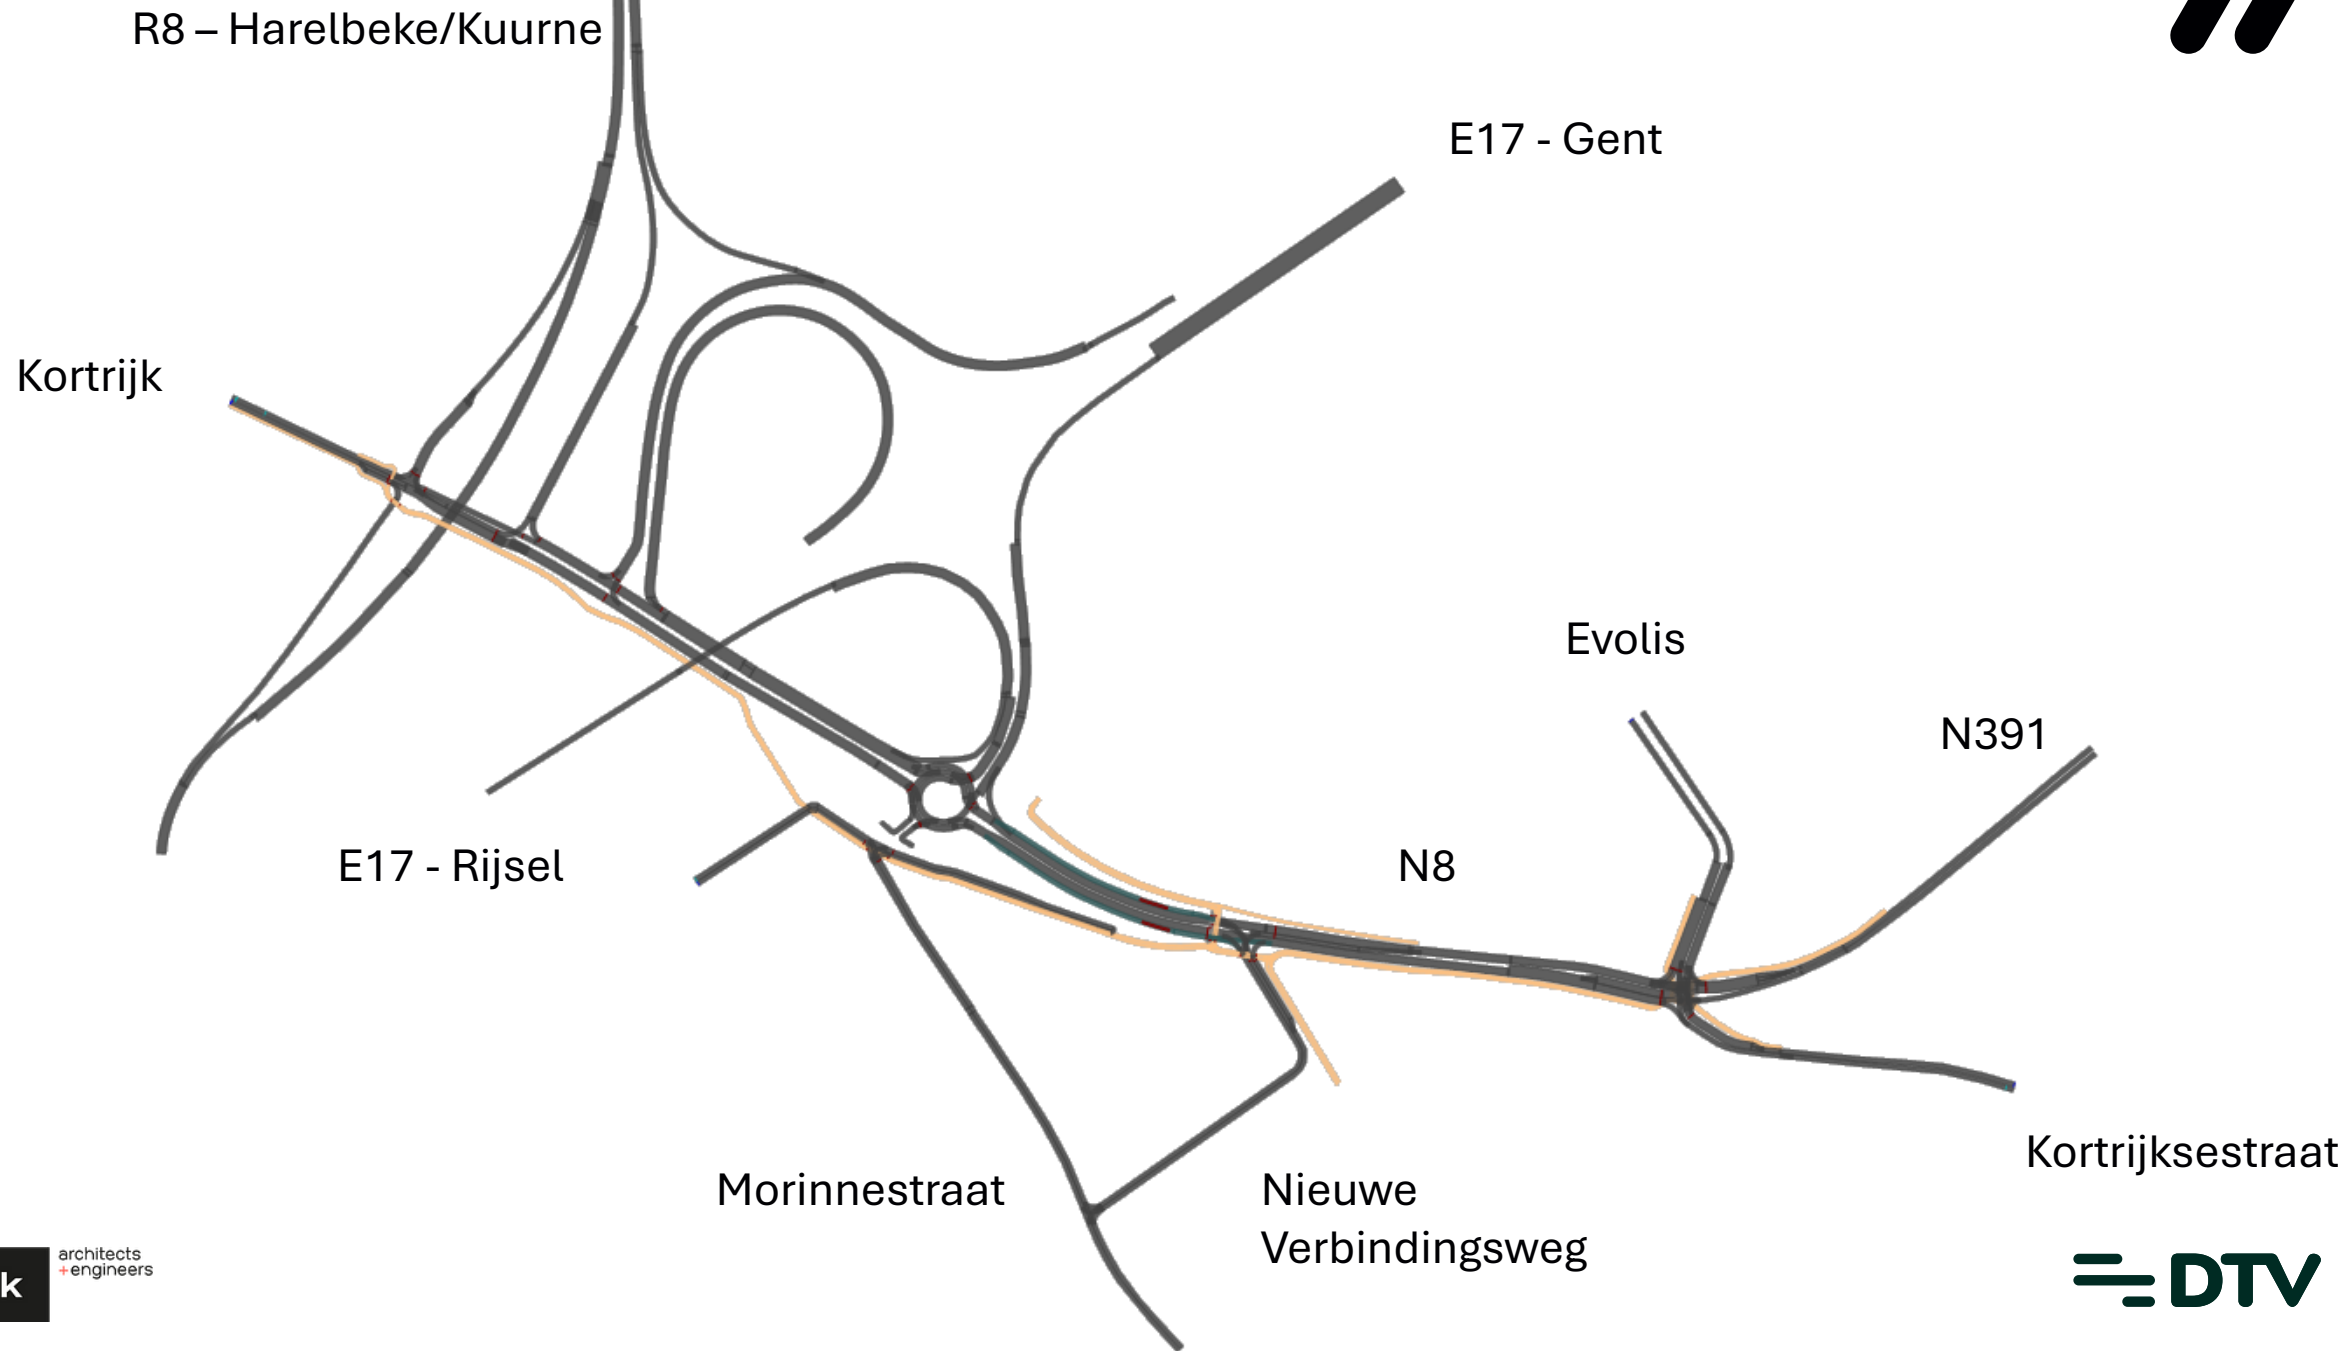 R8 – Harelbeke/Kuurne
E17 - Gent
Kortrijk
Evolis
N391
E17 - Rijsel
N8
Kortrijksestraat
Morinnestraat
Nieuwe
Verbindingsweg
k
architects
+engineers
DTV